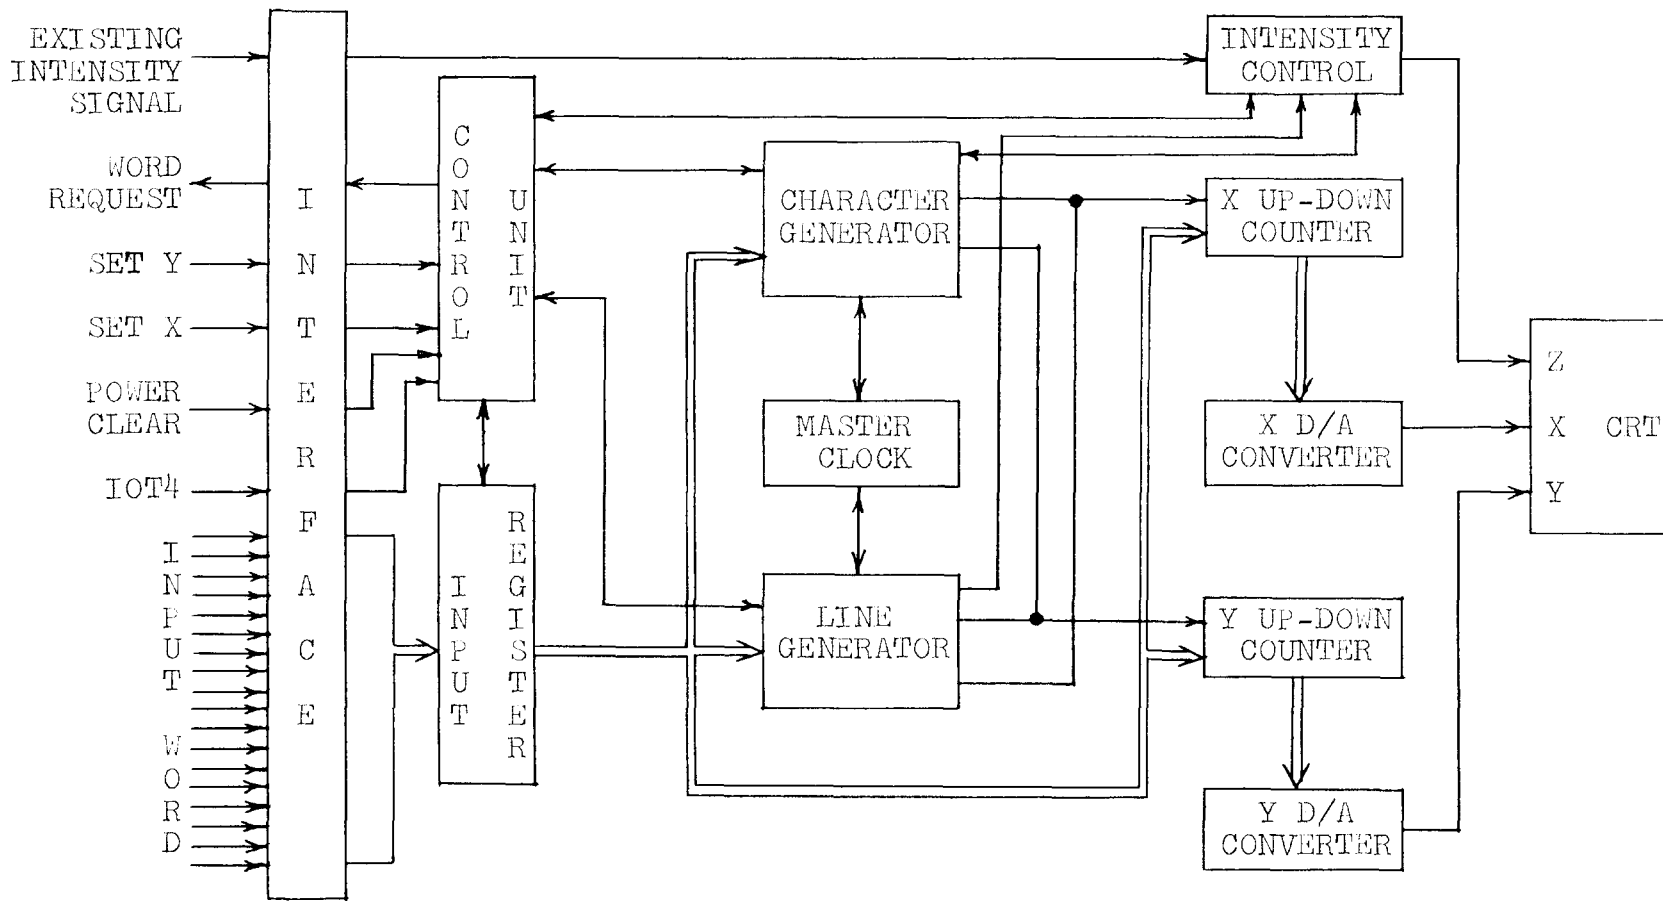 EXISTING
INTENSITY
SIGNAL
WORD
REQUEST
SET Y
SET X
POWER
CLEAR
IOT4
INPUT
WORD
INTERFACE
CONTROL
UNIT
INPUT
REGISTER
CHARACTER
GENERATOR
MASTER
CLOCK
LINE
GENERATOR
INTENSITY
CONTROL
X UP-DOWN
COUNTER
X D/A
CONVERTER
Y UP-DOWN
COUNTER
Y D/A
CONVERTER
Z
X
Y
CRT